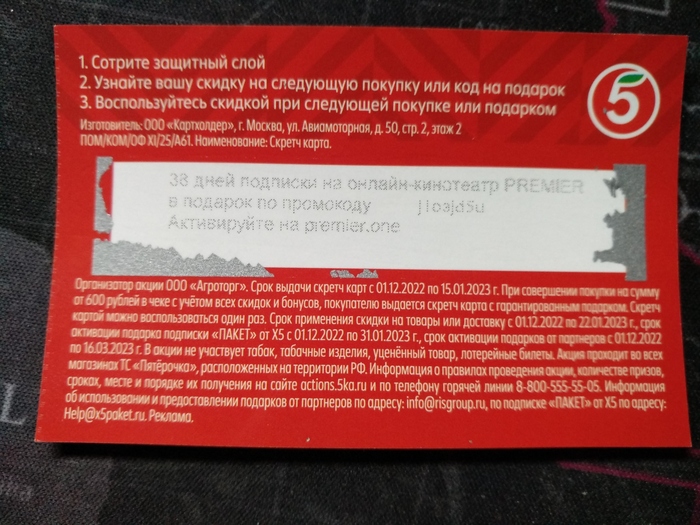 1. Сотрите защитный слой
2. Узнайте вашу скидку на следующую покупку или код на подарок
3. Воспользуйтесь скидкой при следующей покупке или подарком
5
Изготовитель: ООО «Картхолдер», г. Москва, ул. Авиамоторная, д. 50, стр. 2, этаж 2
ПОМ/КОМ/ОФ XI/25/А61. Наименование: Скретч карта.
38 дней подписки на онлайн-кинотеатр PREMIER
в подарок по промокоду
Активируйте на premier.one
Организатор акции ООО «Агроторг». Срок выдачи скретч карт с 01.12.2022 по 15.01.2023 г. При совершении покупки на сумму
от 600 рублей в чеке с учётом всех скидок и бонусов, покупателю выдается скретч карта с гарантированным подарком. Скретч
картой можно воспользоваться один раз. Срок применения скидки на товары или доставку с 01.12.2022 по 22.01.2023 г., срок
активации подарка подписки «ПАКЕТ» от X5 с 01.12.2022 по 31.01.2023 г., срок активации подарков от партнеров с 01.12.2022
по 16.03.2023 г. В акции не участвует табак, табачные изделия, уценённый товар, лотерейные билеты. Акция проходит во всех
магазинах ТС «Пятёрочка», расположенных на территории РФ. Информация о правилах проведения акции, количестве призов,
сроках, месте и порядке их получения на сайте actions.5ka.ru и по телефону горячей линии 8-800-555-55-05. Информация
об использовании и предоставлении подарков от партнеров по адресу: info@risgroup.ru, по подписке «ПАКЕТ» от X5 по адресу:
Help@x5paket.ru. Реклама.